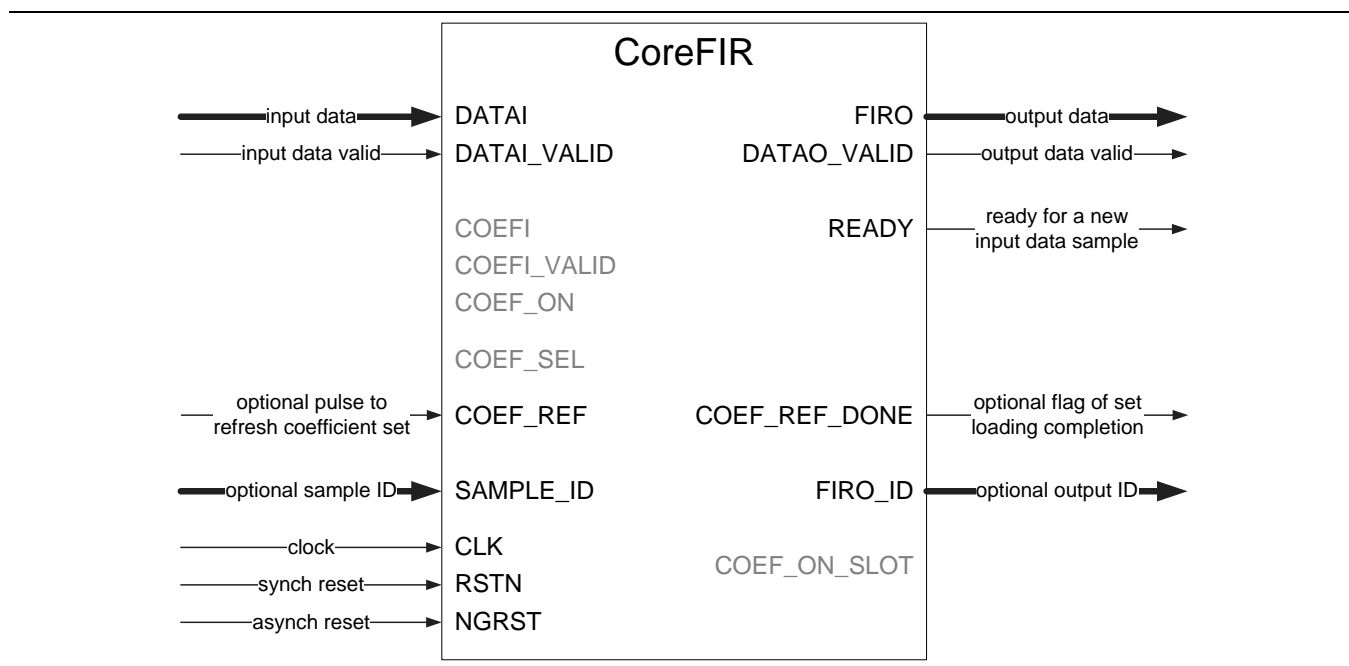 CoreFIR
input data
DATAI
FIRO
output data
input data valid
DATAI_VALID
DATAO_VALID
output data valid
COEFI
READY
ready for a new
input data sample
COEFI_VALID
COEF_ON
COEF_SEL
optional pulse to
refresh coefficient set
COEF_REF
COEF_REF_DONE
optional flag of set
loading completion
optional sample ID
SAMPLE_ID
FIRO_ID
optional output ID
clock
CLK
COEF_ON_SLOT
synch reset
RSTN
asynch reset
NGRST